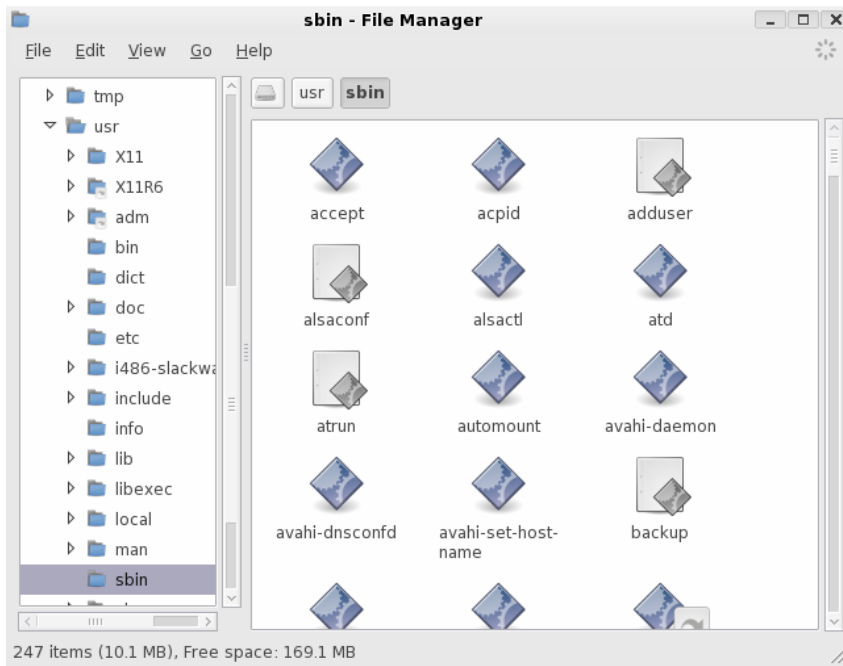 sbin - File Manager
File Edit View Go Help
tmp
usr
X11
X11R6
adm
bin
dict
doc
etc
i486-slackwa
include
info
lib
libexec
local
man
sbin
usr sbin
accept acpid adduser
alsaconf alsactl atd
atrun automount avahi-daemon
avahi-dnsconfd avahi-set-host-
name backup
247 items (10.1 MB), Free space: 169.1 MB